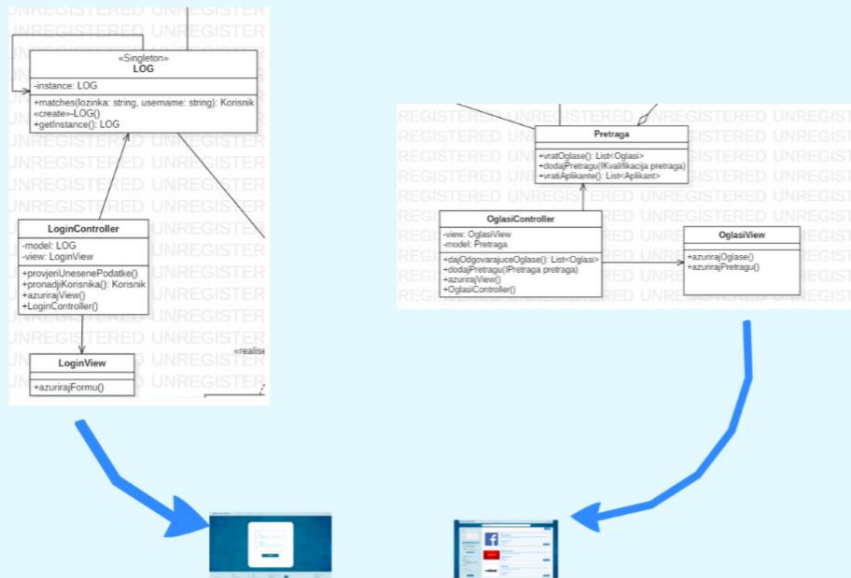 UNREGISTERED UNREGISTERED
«Singleton»
LOG
-instance: LOG
+matches(lozinka: string, username: string): Korisnik
«create»-LOG()
+getInstance(): LOG
LoginController
-model: LOG
-view: LoginView
+provjeriUnesenePodatke()
+pronadjiKorisnika(): Korisnik
+azurirajView()
+LoginController()
LoginView
+azurirajFormu()
«realise
Pretraga
+vratOglase(): List<Oglasi>
+dodajPretragu(IKvalifikacija pretraga)
+vratiAplikante(): List<Aplikant>
OglasiController
-view: OglasiView
-model: Pretraga
+dajOdgovarajuceOglase(): List<Oglasi>
+dodajPretragu(IPretraga pretraga)
+azurirajView()
+OglasiController()
OglasiView
+azurirajOglase()
+azurirajPretragu()